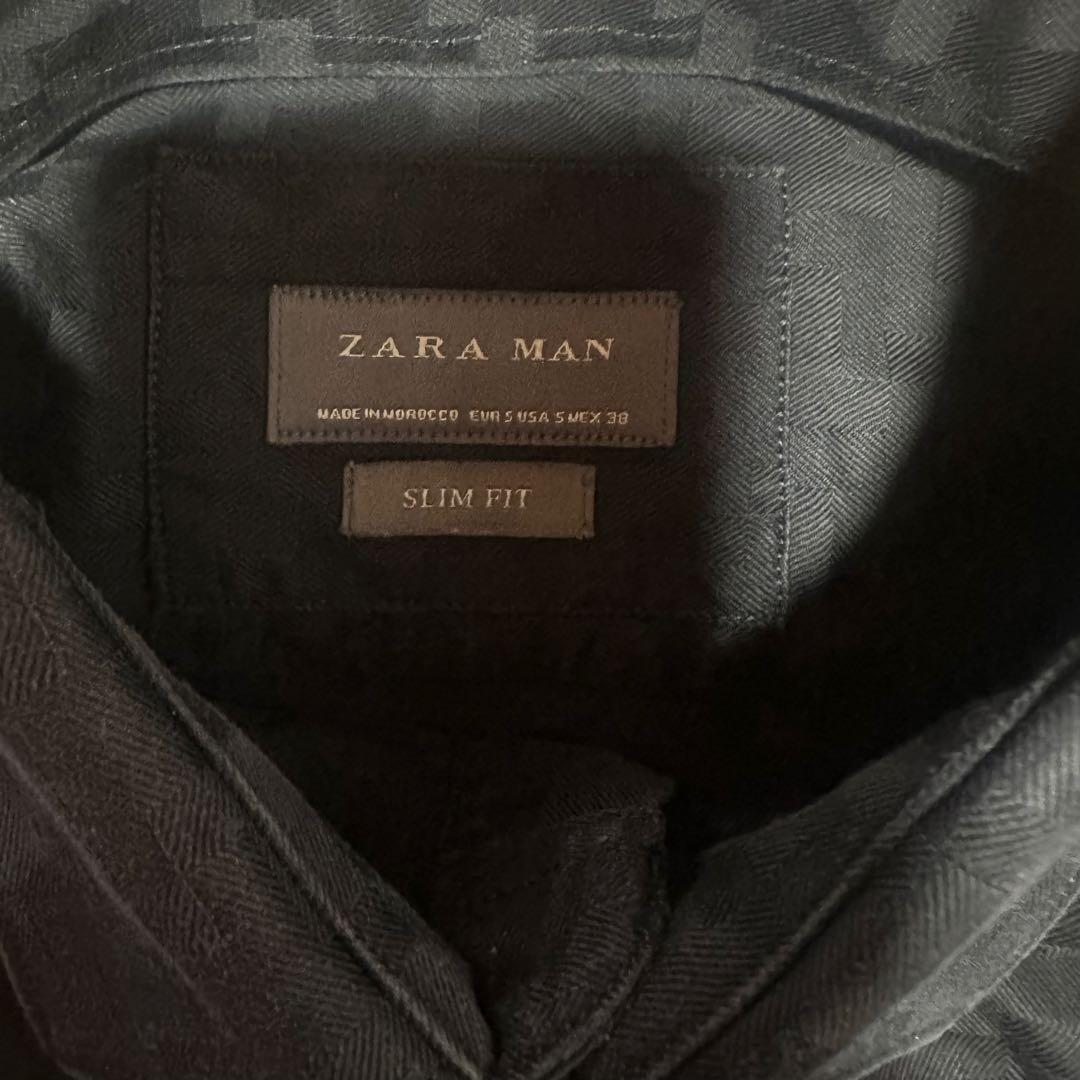 ZARA MAN
MADE IN MOROCCO EUR S USA S MEX 38
SLIM FIT